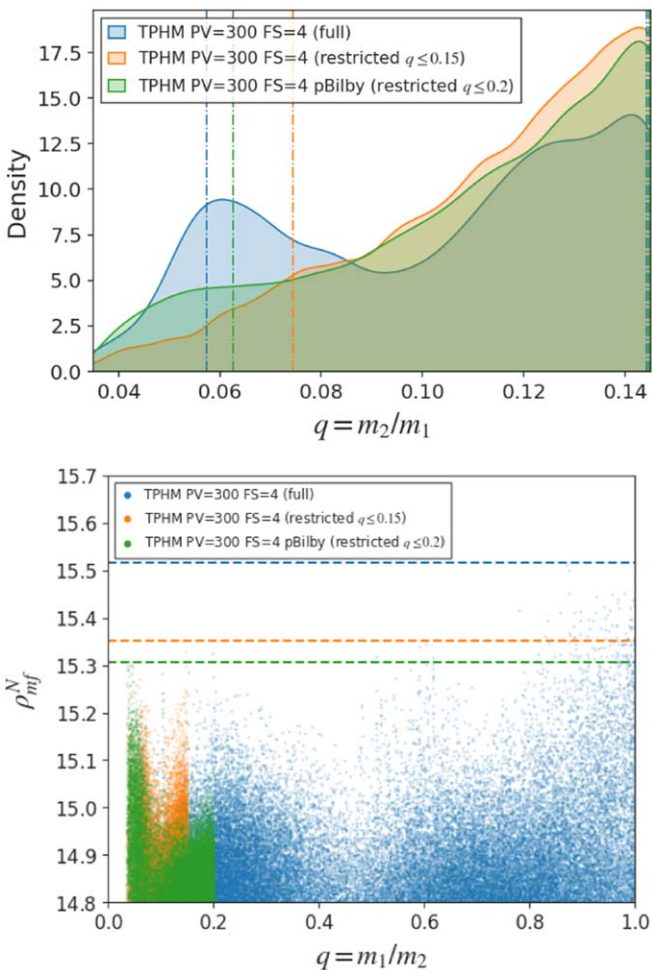 TPHM PV=300 FS=4 (full)
TPHM PV=300 FS=4 (restricted q≤0.15)
TPHM PV=300 FS=4 pBilby (restricted q≤0.2)
Density
17.5
15.0
12.5
10.0
7.5
5.0
2.5
0.0
0.04 0.06 0.08 0.10 0.12 0.14
q = m₂/m₁
TPHM PV=300 FS=4 (full)
TPHM PV=300 FS=4 (restricted q≤0.15)
TPHM PV=300 FS=4 pBilby (restricted q≤0.2)
ρ_mf^N
15.7
15.6
15.5
15.4
15.3
15.2
15.1
15.0
14.9
14.8
0.0 0.2 0.4 0.6 0.8 1.0
q = m₁/m₂